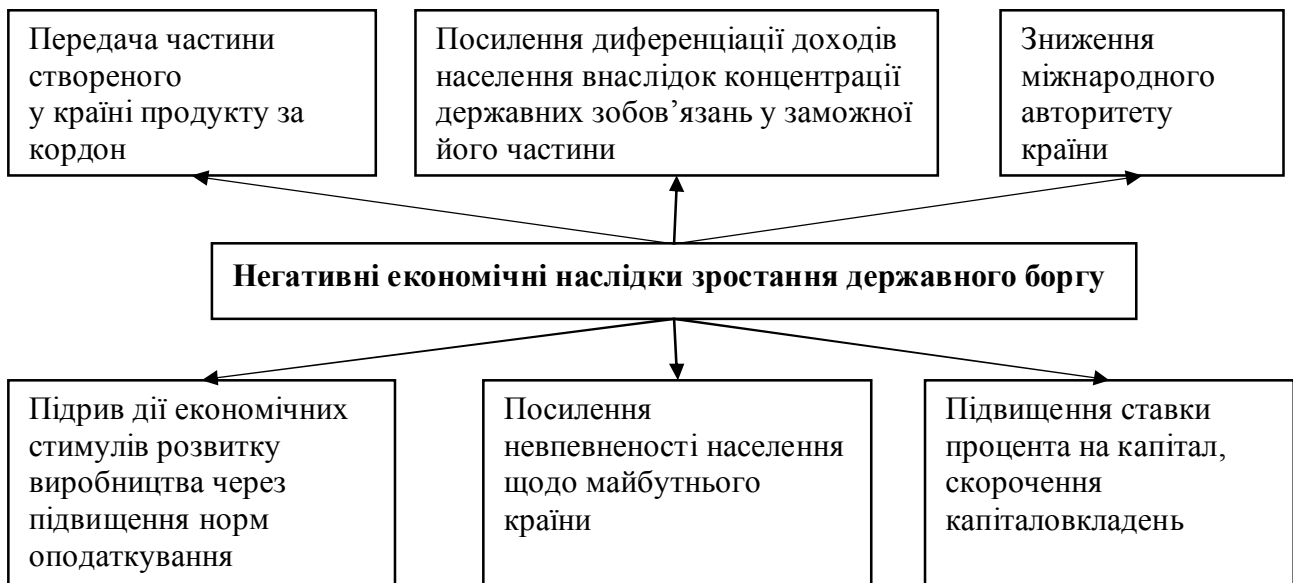 Передача частини
створеного
у країні продукту за
кордон
Посилення диференціації доходів
населення внаслідок концентрації
державних зобов’язань у заможної
його частини
Зниження
міжнародного
авторитету
країни
Негативні економічні наслідки зростання державного боргу
Підрив дії економічних
стимулів розвитку
виробництва через
підвищення норм
оподаткування
Посилення
невпевненості населення
щодо майбутнього
країни
Підвищення ставки
процента на капітал,
скорочення
капіталовкладень